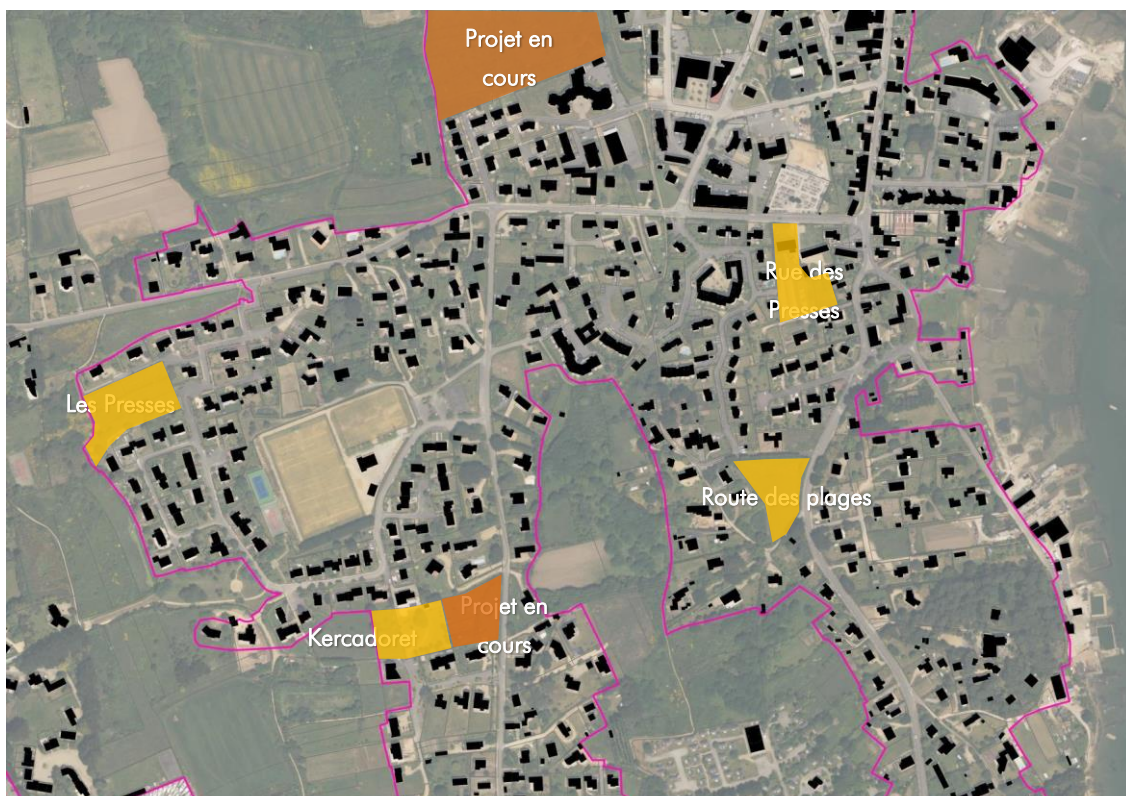 Projet en
cours
Rue des
Presses
Les Presses
Route des plages
Projet en
cours
Kercadoret